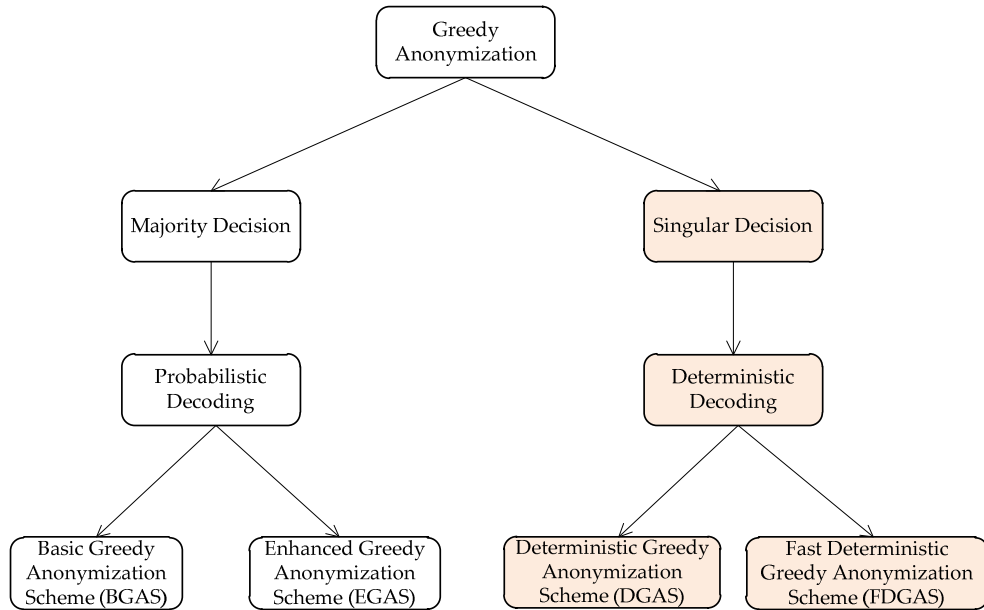 Greedy
Anonymization
Majority Decision
Singular Decision
Probabilistic
Decoding
Deterministic
Decoding
Basic Greedy
Anonymization
Scheme (BGAS)
Enhanced Greedy
Anonymization
Scheme (EGAS)
Deterministic Greedy
Anonymization
Scheme (DGAS)
Fast Deterministic
Greedy Anonymization
Scheme (FDGAS)